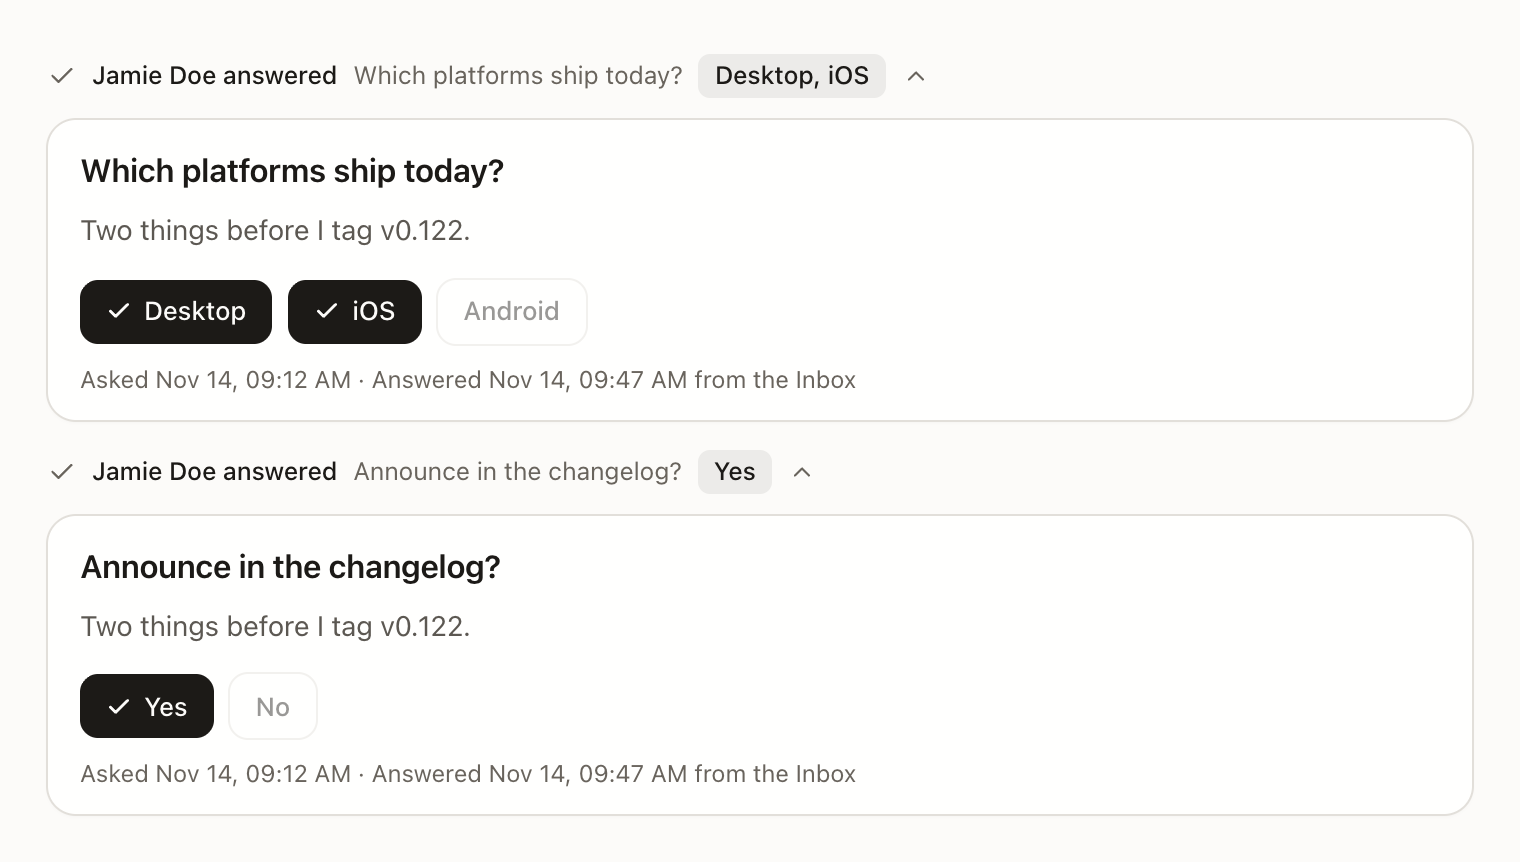 Jamie Doe answered Which platforms ship today? Desktop, iOS
Which platforms ship today?
Two things before I tag v0.122.
Desktop iOS Android
Asked Nov 14, 09:12 AM · Answered Nov 14, 09:47 AM from the Inbox
Jamie Doe answered Announce in the changelog? Yes
Announce in the changelog?
Two things before I tag v0.122.
Yes No
Asked Nov 14, 09:12 AM · Answered Nov 14, 09:47 AM from the Inbox